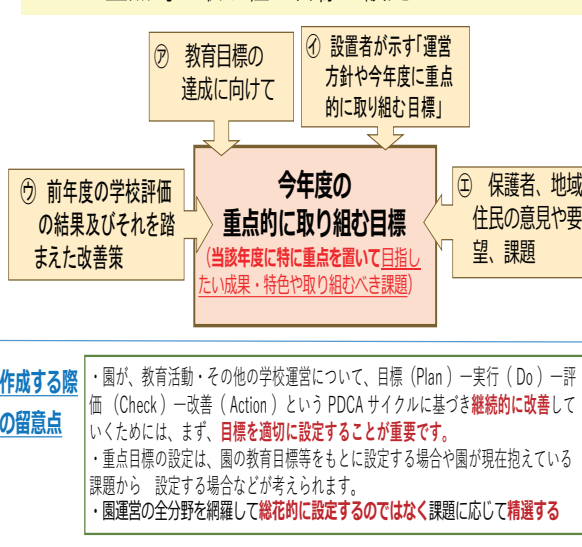 ㋐ 教育目標の
達成に向けて
㋑ 設置者が示す「運営
方針や今年度に重点
的に取り組む目標」
㋒ 前年度の学校評価
の結果及びそれを踏
まえた改善策
今年度の
重点的に取り組む目標
(当該年度に特に重点を置いて目指し
たい成果・特色や取り組むべき課題)
㋓ 保護者、地域
住民の意見や要
望、課題
作成する際
の留意点
・園が、教育活動・その他の学校運営について、目標（Plan）―実行（Do）―評
価（Check）―改善（Action）という PDCA サイクルに基づき継続的に改善して
いくためには、まず、目標を適切に設定することが重要です。
・重点目標の設定は、園の教育目標等をもとに設定する場合や園が現在抱えている
課題から　設定する場合などが考えられます。
・園運営の全分野を網羅して総花的に設定するのではなく課題に応じて精選する